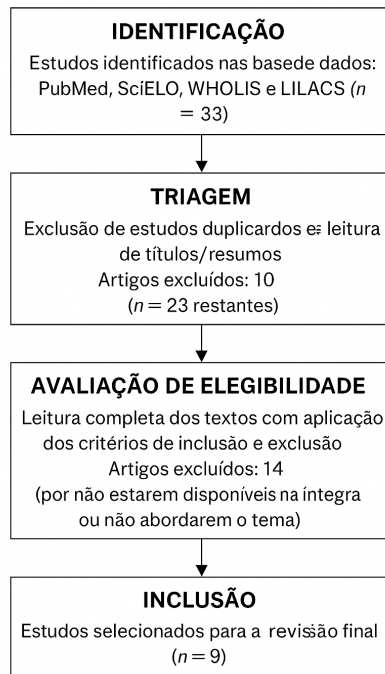 IDENTIFICAÇÃO
Estudos identificados nas basede dados:
PubMed, SciELO, WHOLIS e LILACS (n
= 33)
TRIAGEM
Exclusão de estudos duplicardos e leitura
de títulos/resumos
Artigos excluídos: 10
(n = 23 restantes)
AVALIAÇÃO DE ELEGIBILIDADE
Leitura completa dos textos com aplicação
dos critérios de inclusào e exclusão
Artigos excluídos: 14
(por não estarem disponíveis na íntegra
ou não abordarem o tema)
INCLUSÃO
Estudos selecionados para a revisião final
(n = 9)